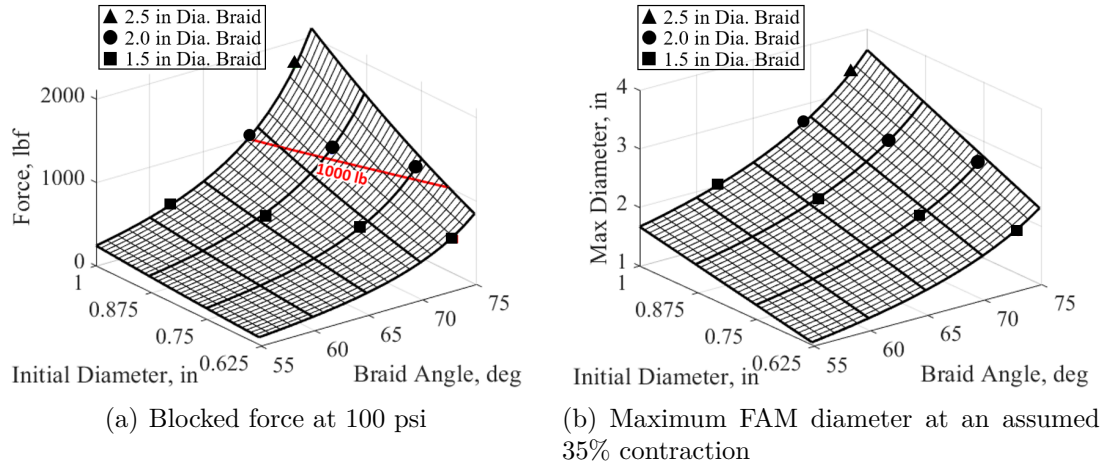 ▲ 2.5 in Dia. Braid
● 2.0 in Dia. Braid
■ 1.5 in Dia. Braid
2000
1000
0
Force, lbf
1000 lb
1
0.875
0.75
0.625
Initial Diameter, in
55
60
65
70
75
Braid Angle, deg
(a) Blocked force at 100 psi
▲ 2.5 in Dia. Braid
● 2.0 in Dia. Braid
■ 1.5 in Dia. Braid
4
3
2
1
Max Diameter, in
1
0.875
0.75
0.625
Initial Diameter, in
55
60
65
70
75
Braid Angle, deg
(b) Maximum FAM diameter at an assumed
35% contraction